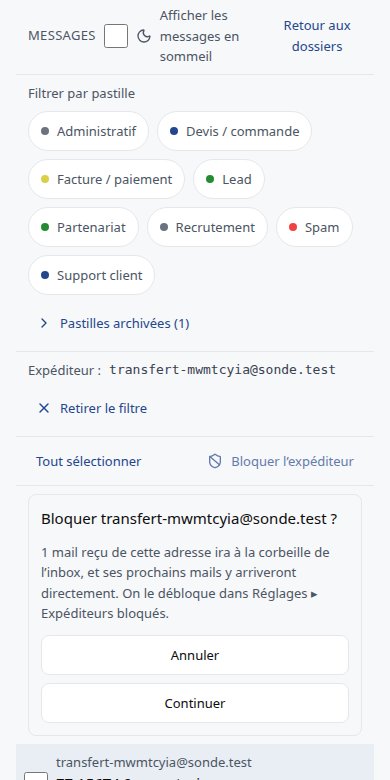 MESSAGES
Afficher les
messages en
sommeil
Retour aux
dossiers
Filtrer par pastille
Administratif
Devis / commande
Facture / paiement
Lead
Partenariat
Recrutement
Spam
Support client
Pastilles archivées (1)
Expéditeur : transfert-mwmtcyia@sonde.test
Retirer le filtre
Tout sélectionner
Bloquer l’expéditeur
Bloquer transfert-mwmtcyia@sonde.test ?
1 mail reçu de cette adresse ira à la corbeille de
l’inbox, et ses prochains mails y arriveront
directement. On le débloque dans Réglages ▸
Expéditeurs bloqués.
Annuler
Continuer
transfert-mwmtcyia@sonde.test